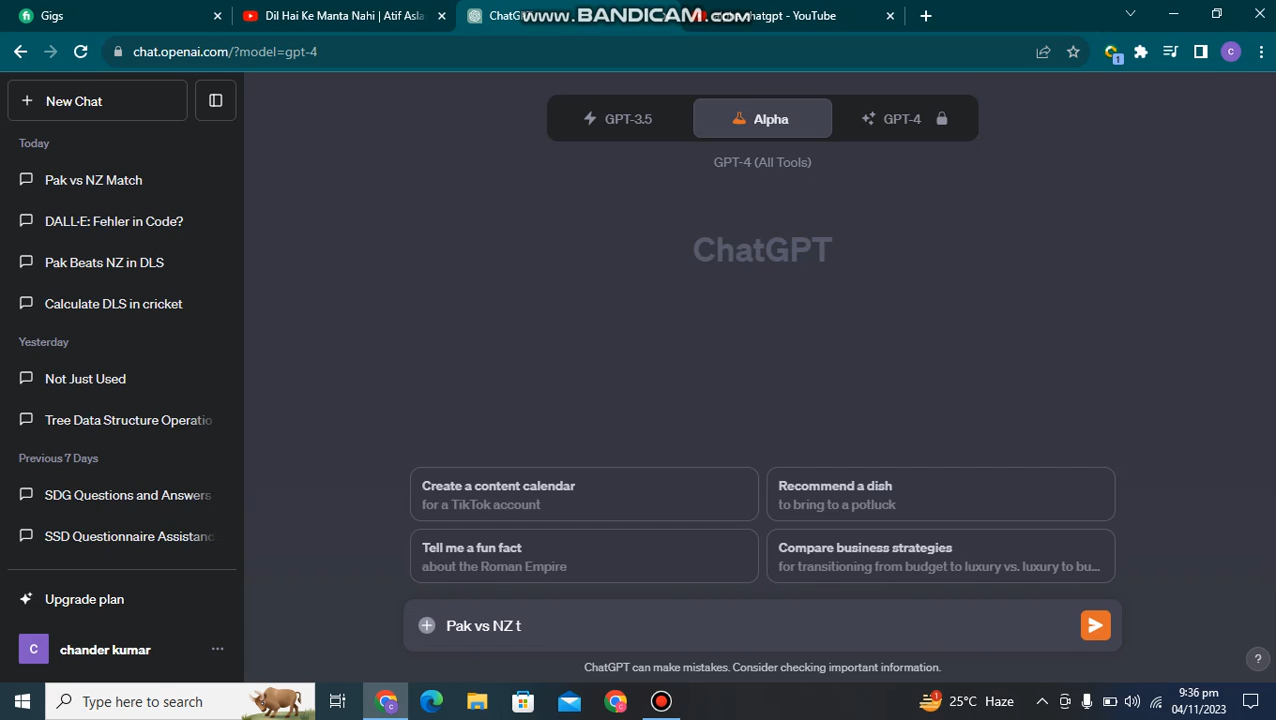 Gigs
Dil Hai Ke Manta Nahi | Atif Asla
ChatG
www.BANDICAM.com
chatgpt - YouTube
chat.openai.com/?model=gpt-4
1
C
New Chat
GPT-3.5
Alpha
GPT-4
GPT-4 (All Tools)
ChatGPT
Today
Pak vs NZ Match
DALL·E: Fehler in Code?
Pak Beats NZ in DLS
Calculate DLS in cricket
Yesterday
Not Just Used
Tree Data Structure Operatio
Previous 7 Days
SDG Questions and Answers
SSD Questionnaire Assistanc
Upgrade plan
C
chander kumar
Create a content calendar
for a TikTok account
Recommend a dish
to bring to a potluck
Tell me a fun fact
about the Roman Empire
Compare business strategies
for transitioning from budget to luxury vs. luxury to bu...
Pak vs NZ t
ChatGPT can make mistakes. Consider checking important information.
?
Type here to search
1
25°C Haze
9:36 pm
04/11/2023